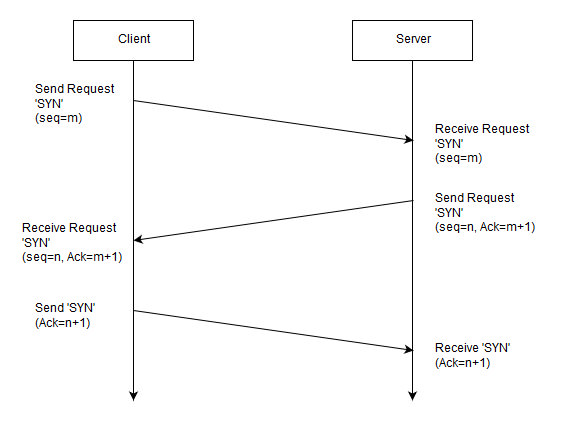 Client
Server
Send Request
'SYN'
(seq=m)
Receive Request
'SYN'
(seq=m)
Send Request
'SYN'
(seq=n, Ack=m+1)
Receive Request
'SYN'
(seq=n, Ack=m+1)
Send 'SYN'
(Ack=n+1)
Receive 'SYN'
(Ack=n+1)